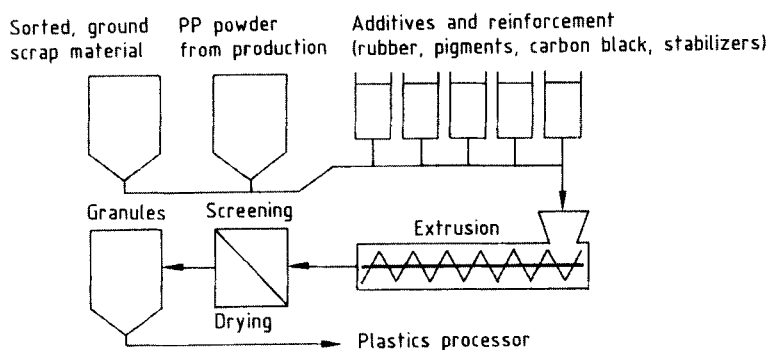 Sorted, ground
scrap material
PP powder
from production
Additives and reinforcement
(rubber, pigments, carbon black, stabilizers)
Granules
Screening
Extrusion
Drying
Plastics processor